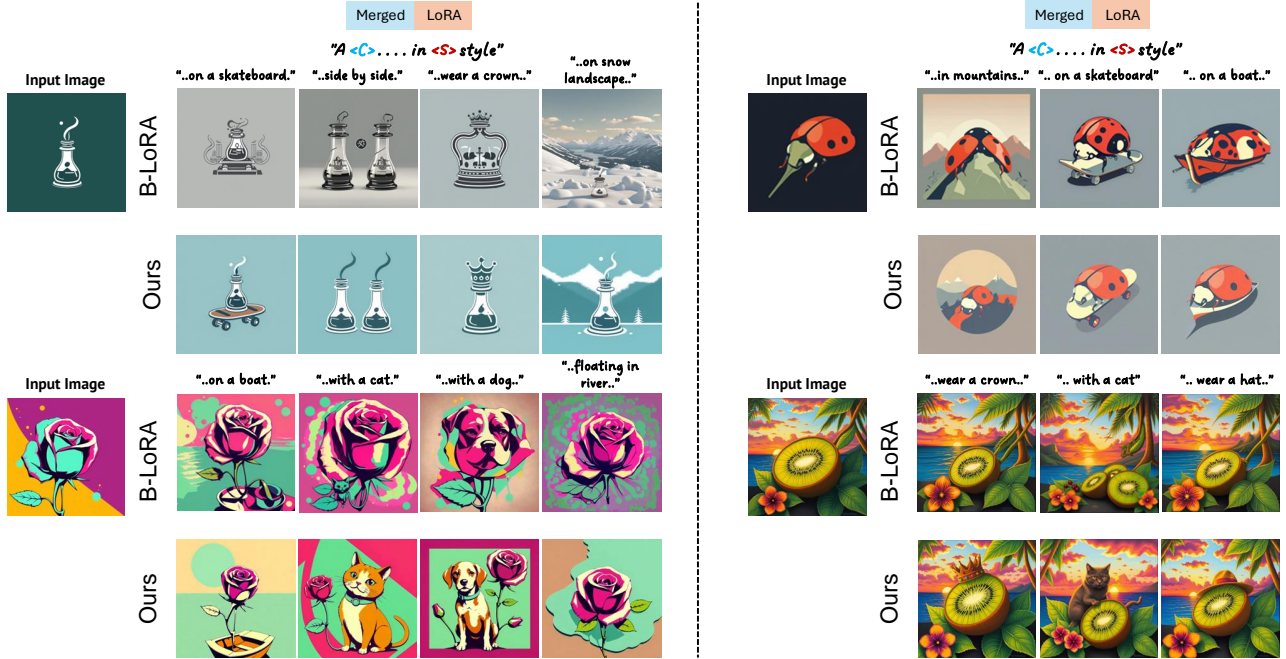 Merged LoRA
"A <C>.... in <S> style"
Input Image
"..on a skateboard."
"..side by side."
"..wear a crown.."
"..on snow
landscape.."
B-LoRA
Ours
Input Image
"..on a boat."
"..with a cat."
"..with a dog.."
"..floating in
river.."
B-LoRA
Ours
Merged LoRA
"A <C>.... in <S> style"
Input Image
"..in mountains.."
".. on a skateboard"
".. on a boat.."
B-LoRA
Ours
Input Image
"..wear a crown.."
".. with a cat"
".. wear a hat.."
B-LoRA
Ours